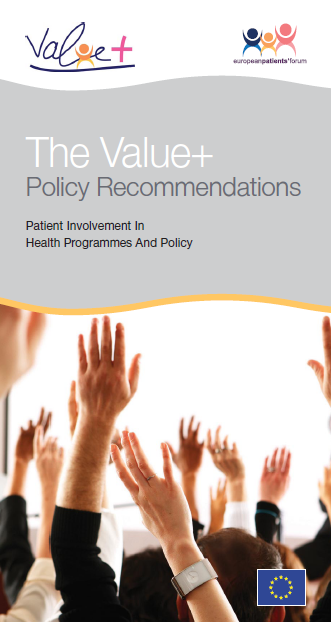 Value+
europeanpatients'forum
The Value+
Policy Recommendations
Patient Involvement In
Health Programmes And Policy